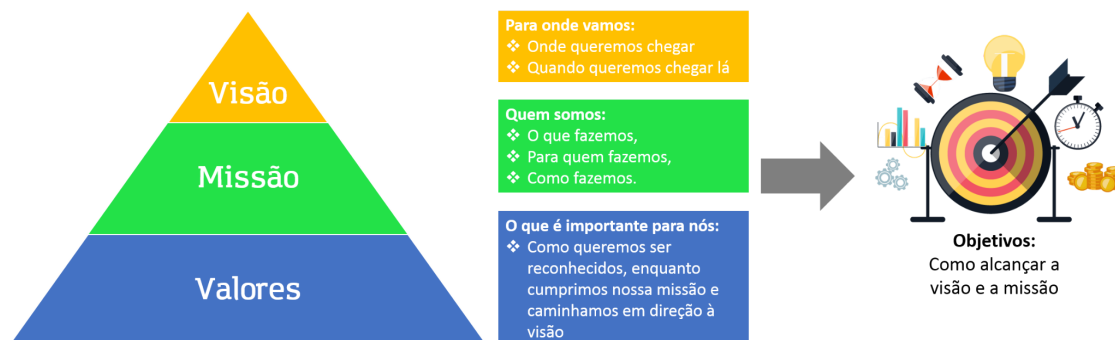 Visão
Missão
Valores
Para onde vamos:
❖ Onde queremos chegar
❖ Quando queremos chegar lá
Quem somos:
❖ O que fazemos,
❖ Para quem fazemos,
❖ Como fazemos.
O que é importante para nós:
❖ Como queremos ser
reconhecidos, enquanto
cumprimos nossa missão e
caminhamos em direção à
visão
Objetivos:
Como alcançar a
visão e a missão